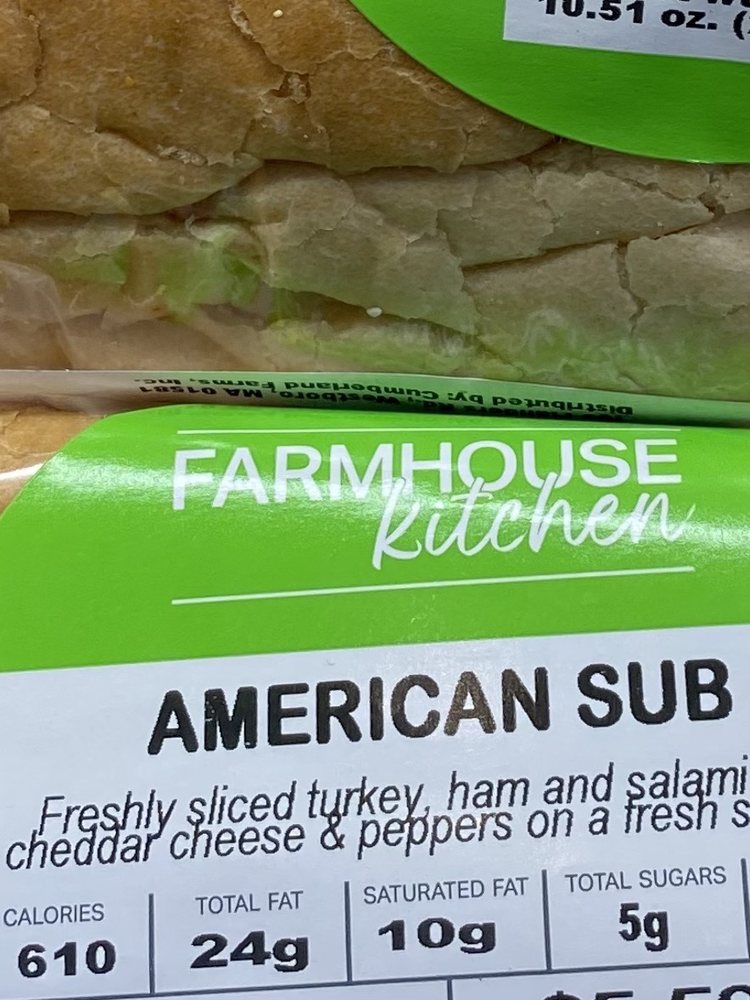 10.51 oz. (
Distributed by: Cumberland Farms, Inc.
Westboro, MA 01581
FARMHOUSE
kitchen
AMERICAN SUB
Freshly sliced turkey, ham and salami
cheddar cheese & peppers on a fresh s
CALORIES
610
TOTAL FAT
24g
SATURATED FAT
10g
TOTAL SUGARS
5g